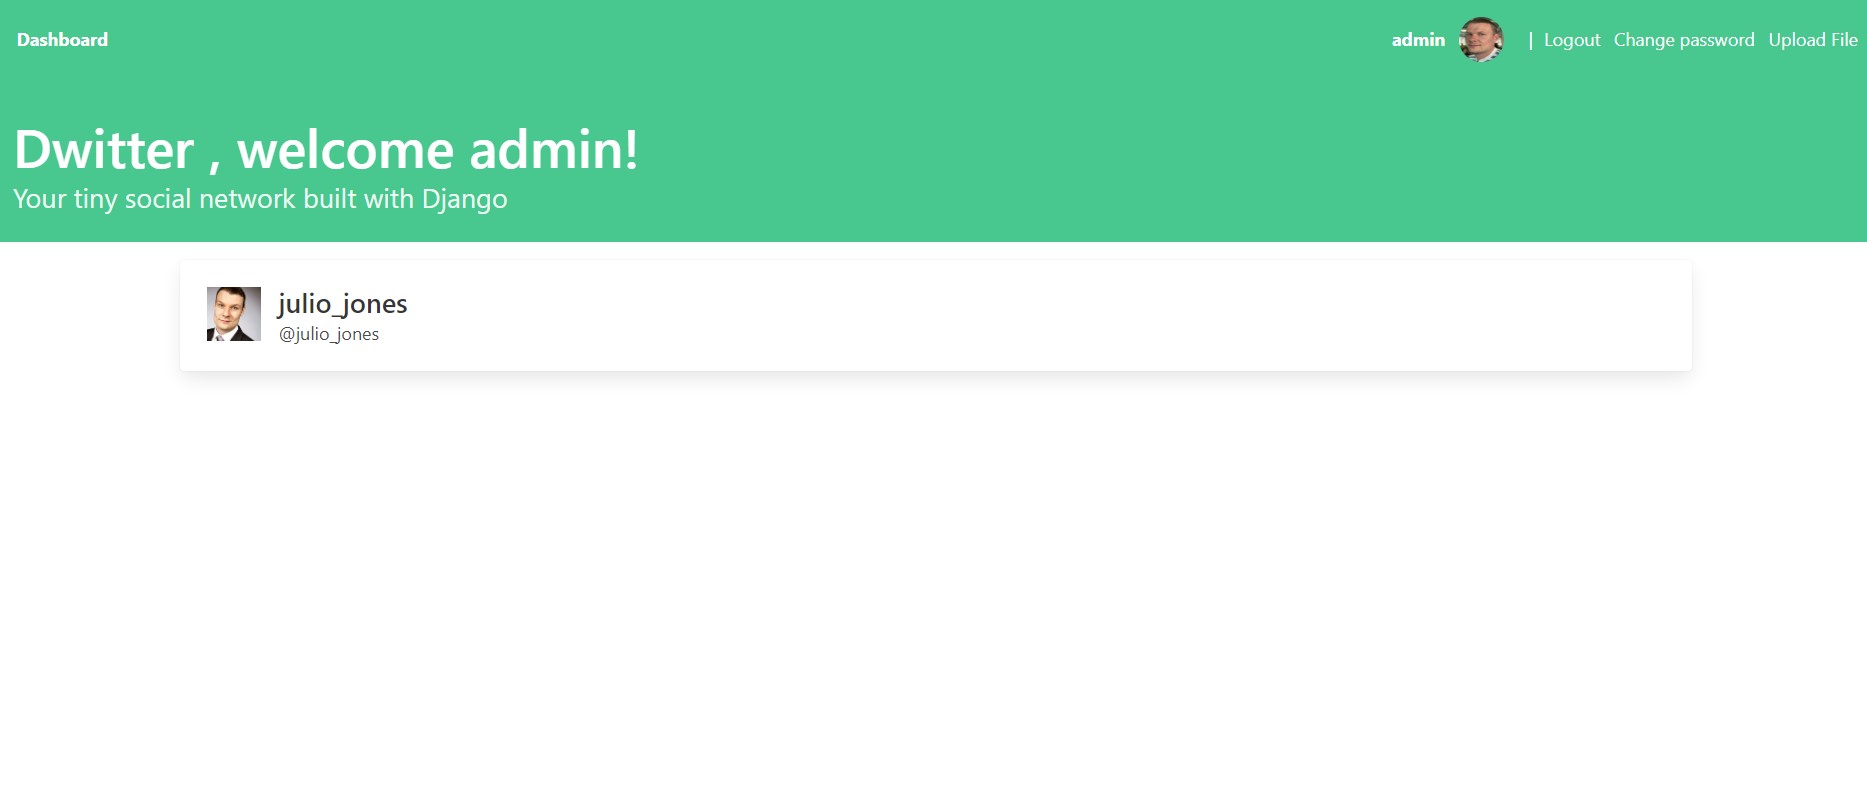 Dashboard
admin | Logout Change password Upload File
Dwitter , welcome admin!
Your tiny social network built with Django
julio_jones
@julio_jones